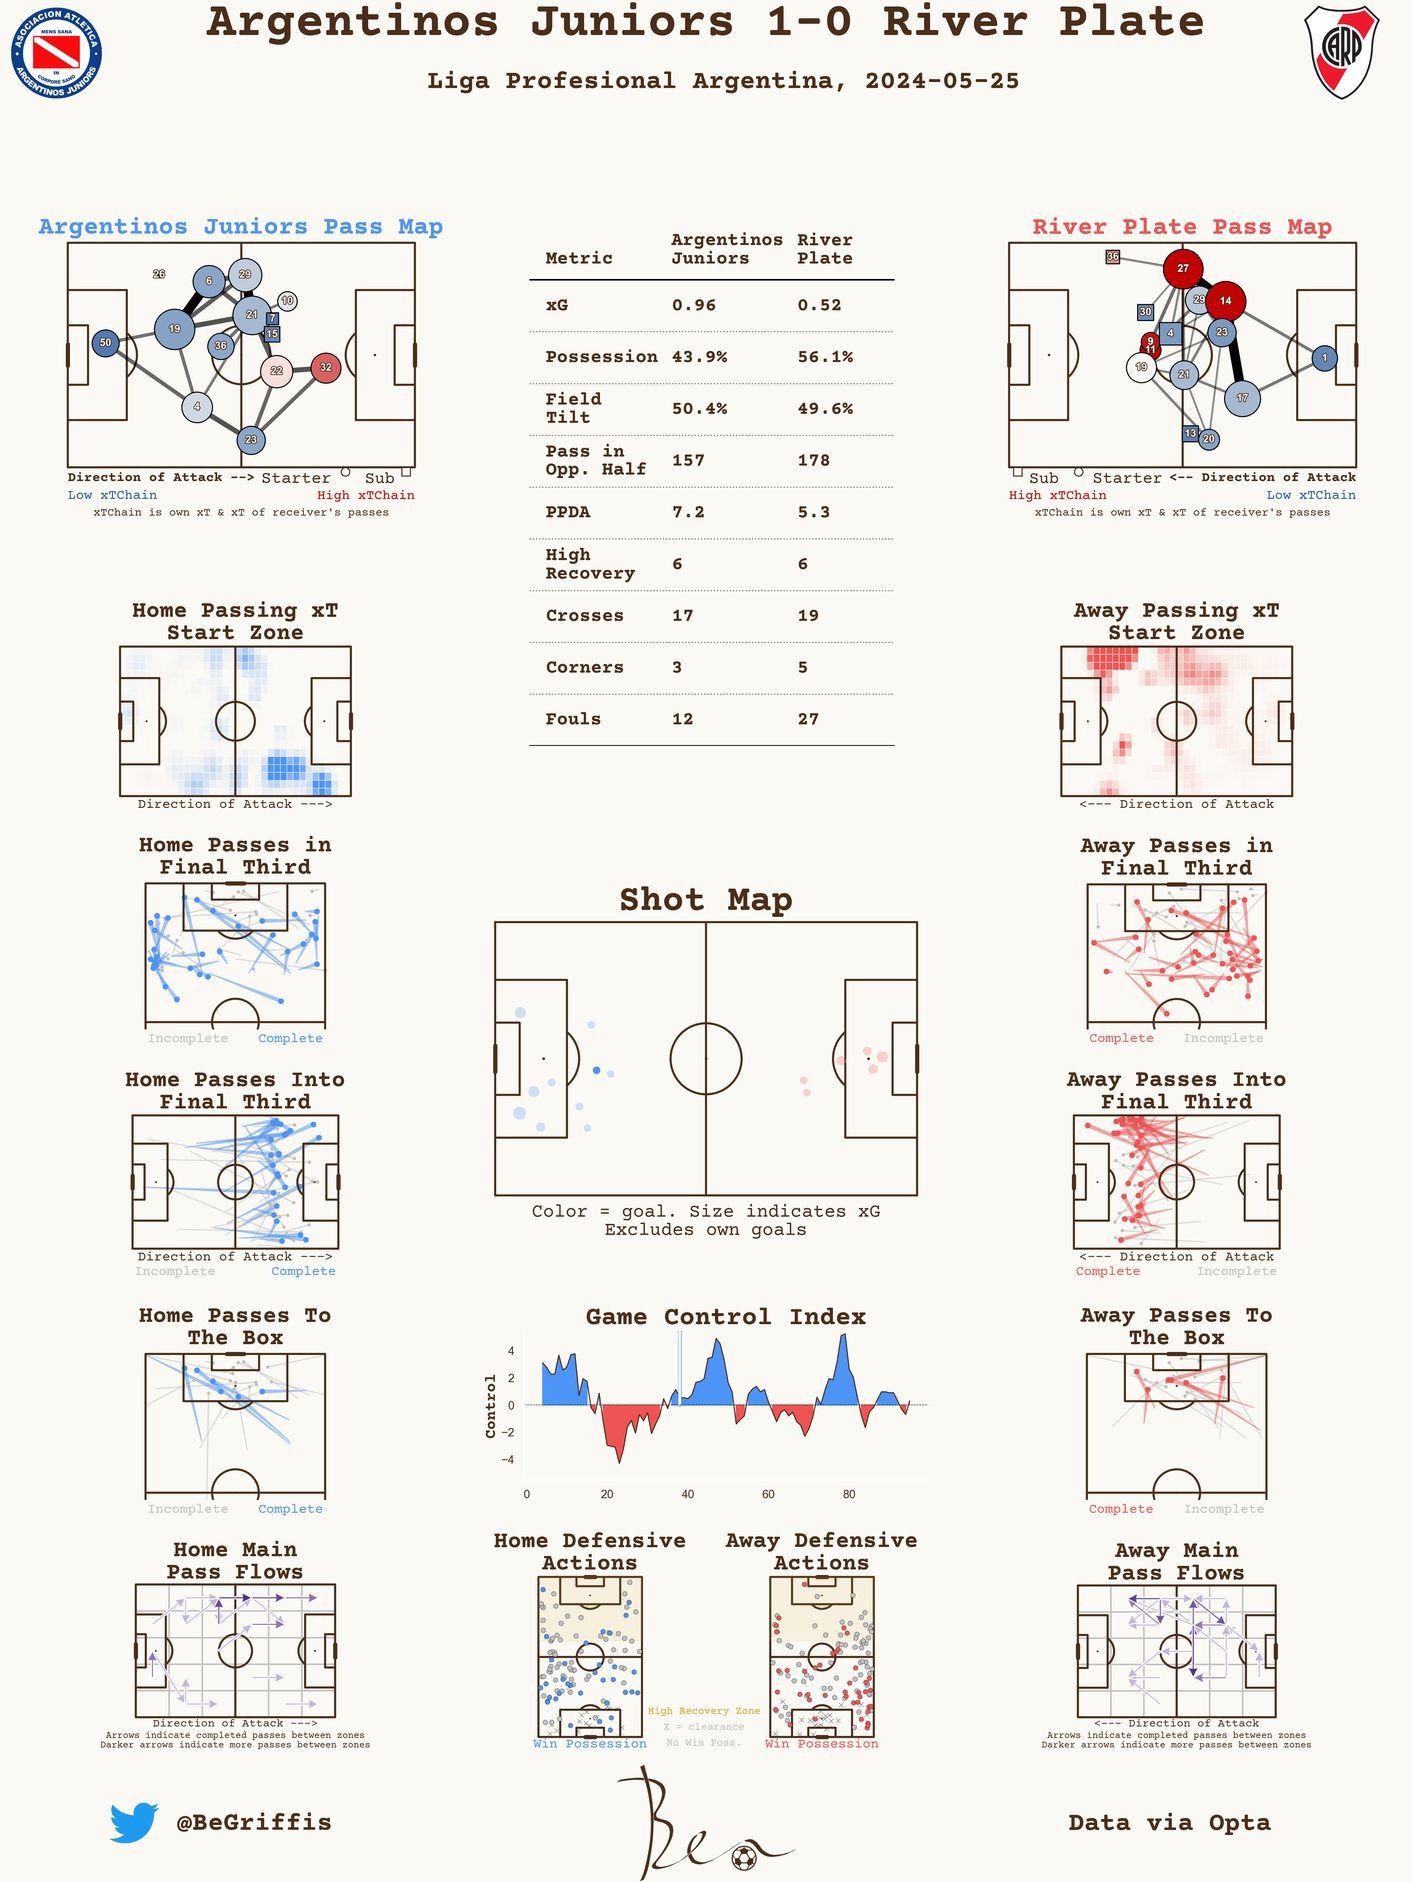 Argentinos Juniors 1-0 River Plate
Liga Profesional Argentina, 2024-05-25
ASOCIACION ATLETICA
MENS SANA
IN
CORPORE SANO
ARGENTINOS JUNIORS
CARP
Argentinos Juniors Pass Map
26
6
29
10
21
7
15
19
50
36
22
32
4
23
Direction of Attack --> Starter Sub
Low xTChain High xTChain
xTChain is own xT & xT of receiver's passes
Metric Argentinos Juniors River Plate
xG 0.96 0.52
Possession 43.9% 56.1%
Field Tilt 50.4% 49.6%
Pass in Opp. Half 157 178
PPDA 7.2 5.3
High Recovery 6 6
Crosses 17 19
Corners 3 5
Fouls 12 27
River Plate Pass Map
36
27
29
14
30
4
23
9
11
19
21
1
17
13
20
Sub Starter <-- Direction of Attack
High xTChain Low xTChain
xTChain is own xT & xT of receiver's passes
Home Passing xT
Start Zone
Direction of Attack --->
Away Passing xT
Start Zone
<--- Direction of Attack
Home Passes in
Final Third
Incomplete Complete
Away Passes in
Final Third
Complete Incomplete
Shot Map
Color = goal. Size indicates xG
Excludes own goals
Home Passes Into
Final Third
Direction of Attack --->
Incomplete Complete
Away Passes Into
Final Third
<--- Direction of Attack
Complete Incomplete
Home Passes To
The Box
Incomplete Complete
Game Control Index
Control
4
2
0
−2
−4
0 20 40 60 80
Away Passes To
The Box
Complete Incomplete
Home Main
Pass Flows
Direction of Attack --->
Arrows indicate completed passes between zones
Darker arrows indicate more passes between zones
Home Defensive
Actions
Win Possession
High Recovery Zone
X = clearance
No Win Poss.
Away Defensive
Actions
Win Possession
Away Main
Pass Flows
<--- Direction of Attack
Arrows indicate completed passes between zones
Darker arrows indicate more passes between zones
@BeGriffis
Ben
Data via Opta